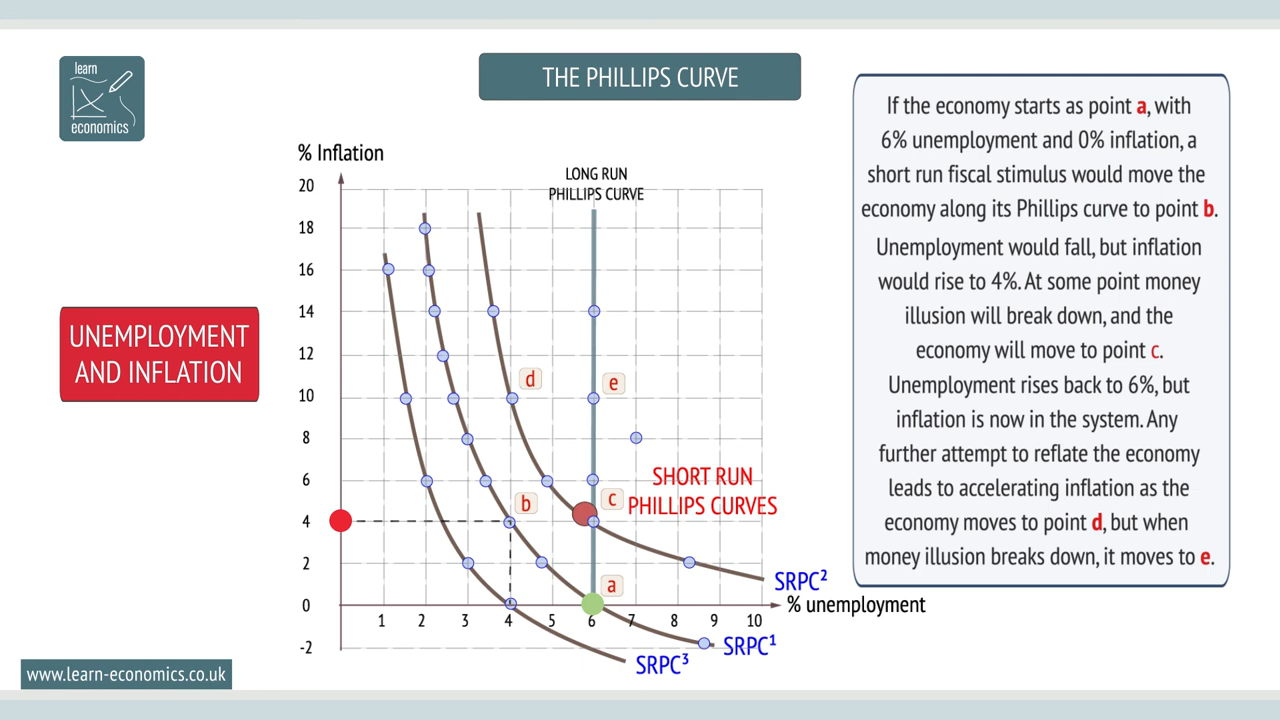 learn
economics
THE PHILLIPS CURVE
UNEMPLOYMENT
AND INFLATION
% Inflation
LONG RUN
PHILLIPS CURVE
20
18
16
14
12
10
8
6
4
2
0
-2
d
e
b
c
a
SHORT RUN
PHILLIPS CURVES
SRPC²
% unemployment
1 2 3 4 5 6 7 8 9 10
SRPC¹
SRPC³
If the economy starts as point a, with
6% unemployment and 0% inflation, a
short run fiscal stimulus would move the
economy along its Phillips curve to point b.
Unemployment would fall, but inflation
would rise to 4%. At some point money
illusion will break down, and the
economy will move to point c.
Unemployment rises back to 6%, but
inflation is now in the system. Any
further attempt to reflate the economy
leads to accelerating inflation as the
economy moves to point d, but when
money illusion breaks down, it moves to e.
www.learn-economics.co.uk